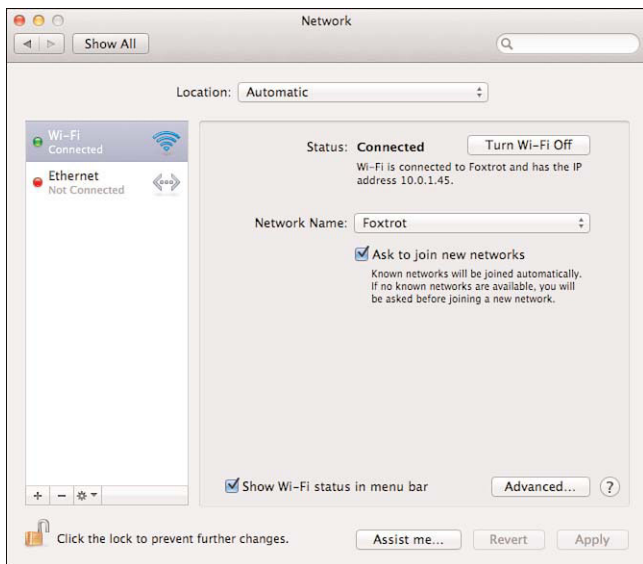 Network
Show All
Location: Automatic
Wi-Fi
Connected
Ethernet
Not Connected
Status: Connected
Turn Wi-Fi Off
Wi-Fi is connected to Foxtrot and has the IP
address 10.0.1.45.
Network Name: Foxtrot
Ask to join new networks
Known networks will be joined automatically.
If no known networks are available, you will
be asked before joining a new network.
Show Wi-Fi status in menu bar
Advanced...
?
Click the lock to prevent further changes.
Assist me...
Revert
Apply